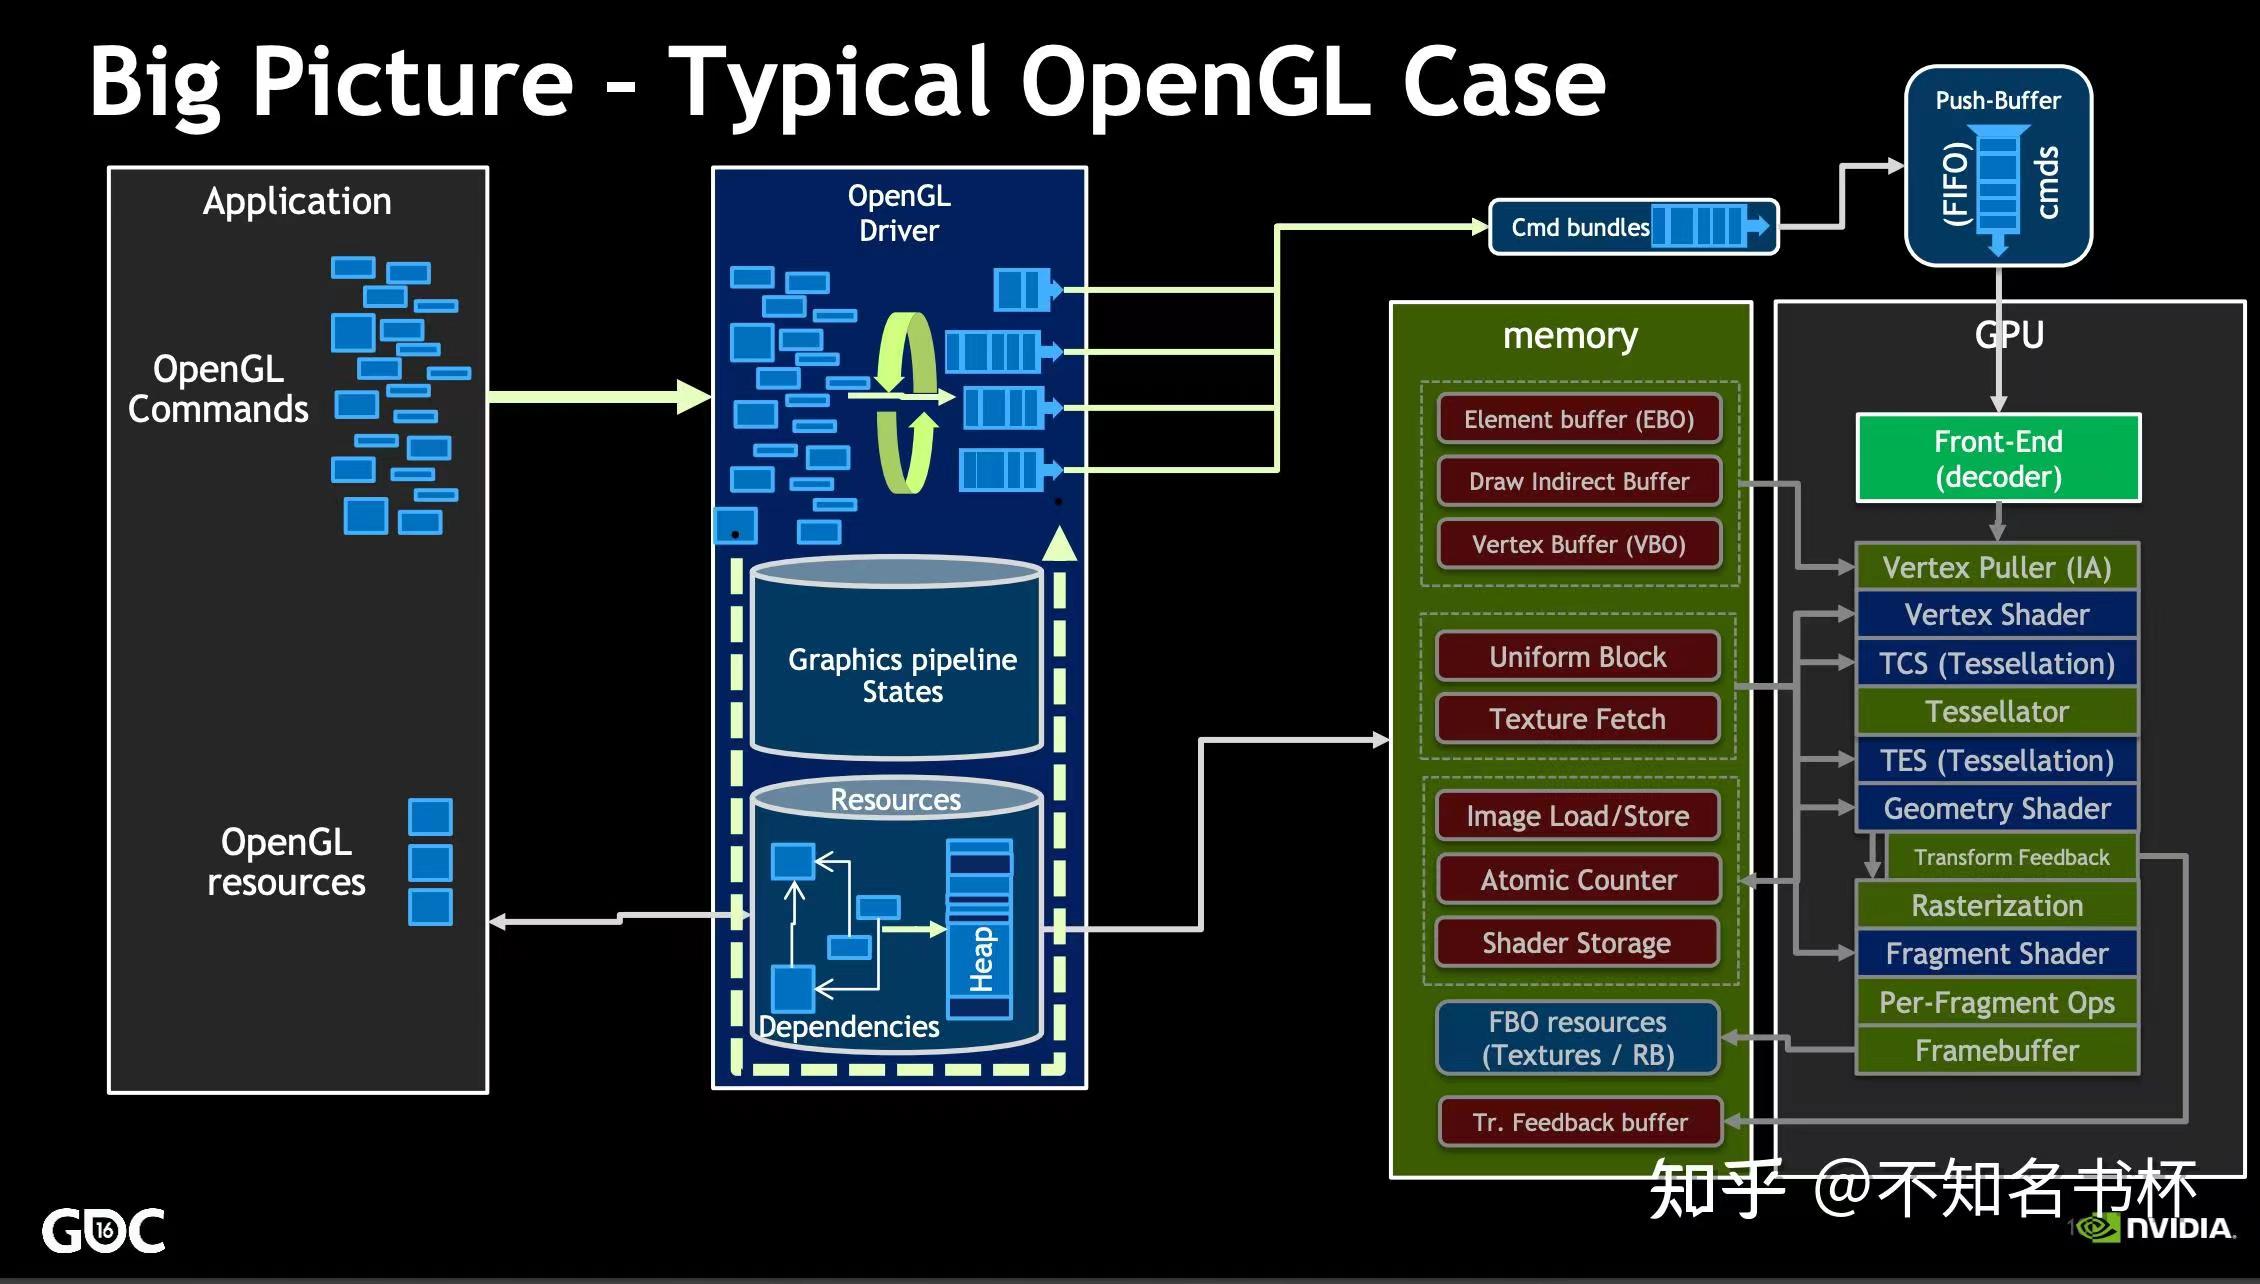 Big Picture – Typical OpenGL Case
Application
OpenGL
Commands
OpenGL
resources
OpenGL
Driver
Graphics pipeline
States
Resources
Heap
Dependencies
Cmd bundles
Push-Buffer
(FIFO)
cmds
memory
Element buffer (EBO)
Draw Indirect Buffer
Vertex Buffer (VBO)
Uniform Block
Texture Fetch
Image Load/Store
Atomic Counter
Shader Storage
FBO resources
(Textures / RB)
Tr. Feedback buffer
GPU
Front-End
(decoder)
Vertex Puller (IA)
Vertex Shader
TCS (Tessellation)
Tessellator
TES (Tessellation)
Geometry Shader
Transform Feedback
Rasterization
Fragment Shader
Per-Fragment Ops
Framebuffer
知乎 @不知名书杯
GDC 16
NVIDIA.